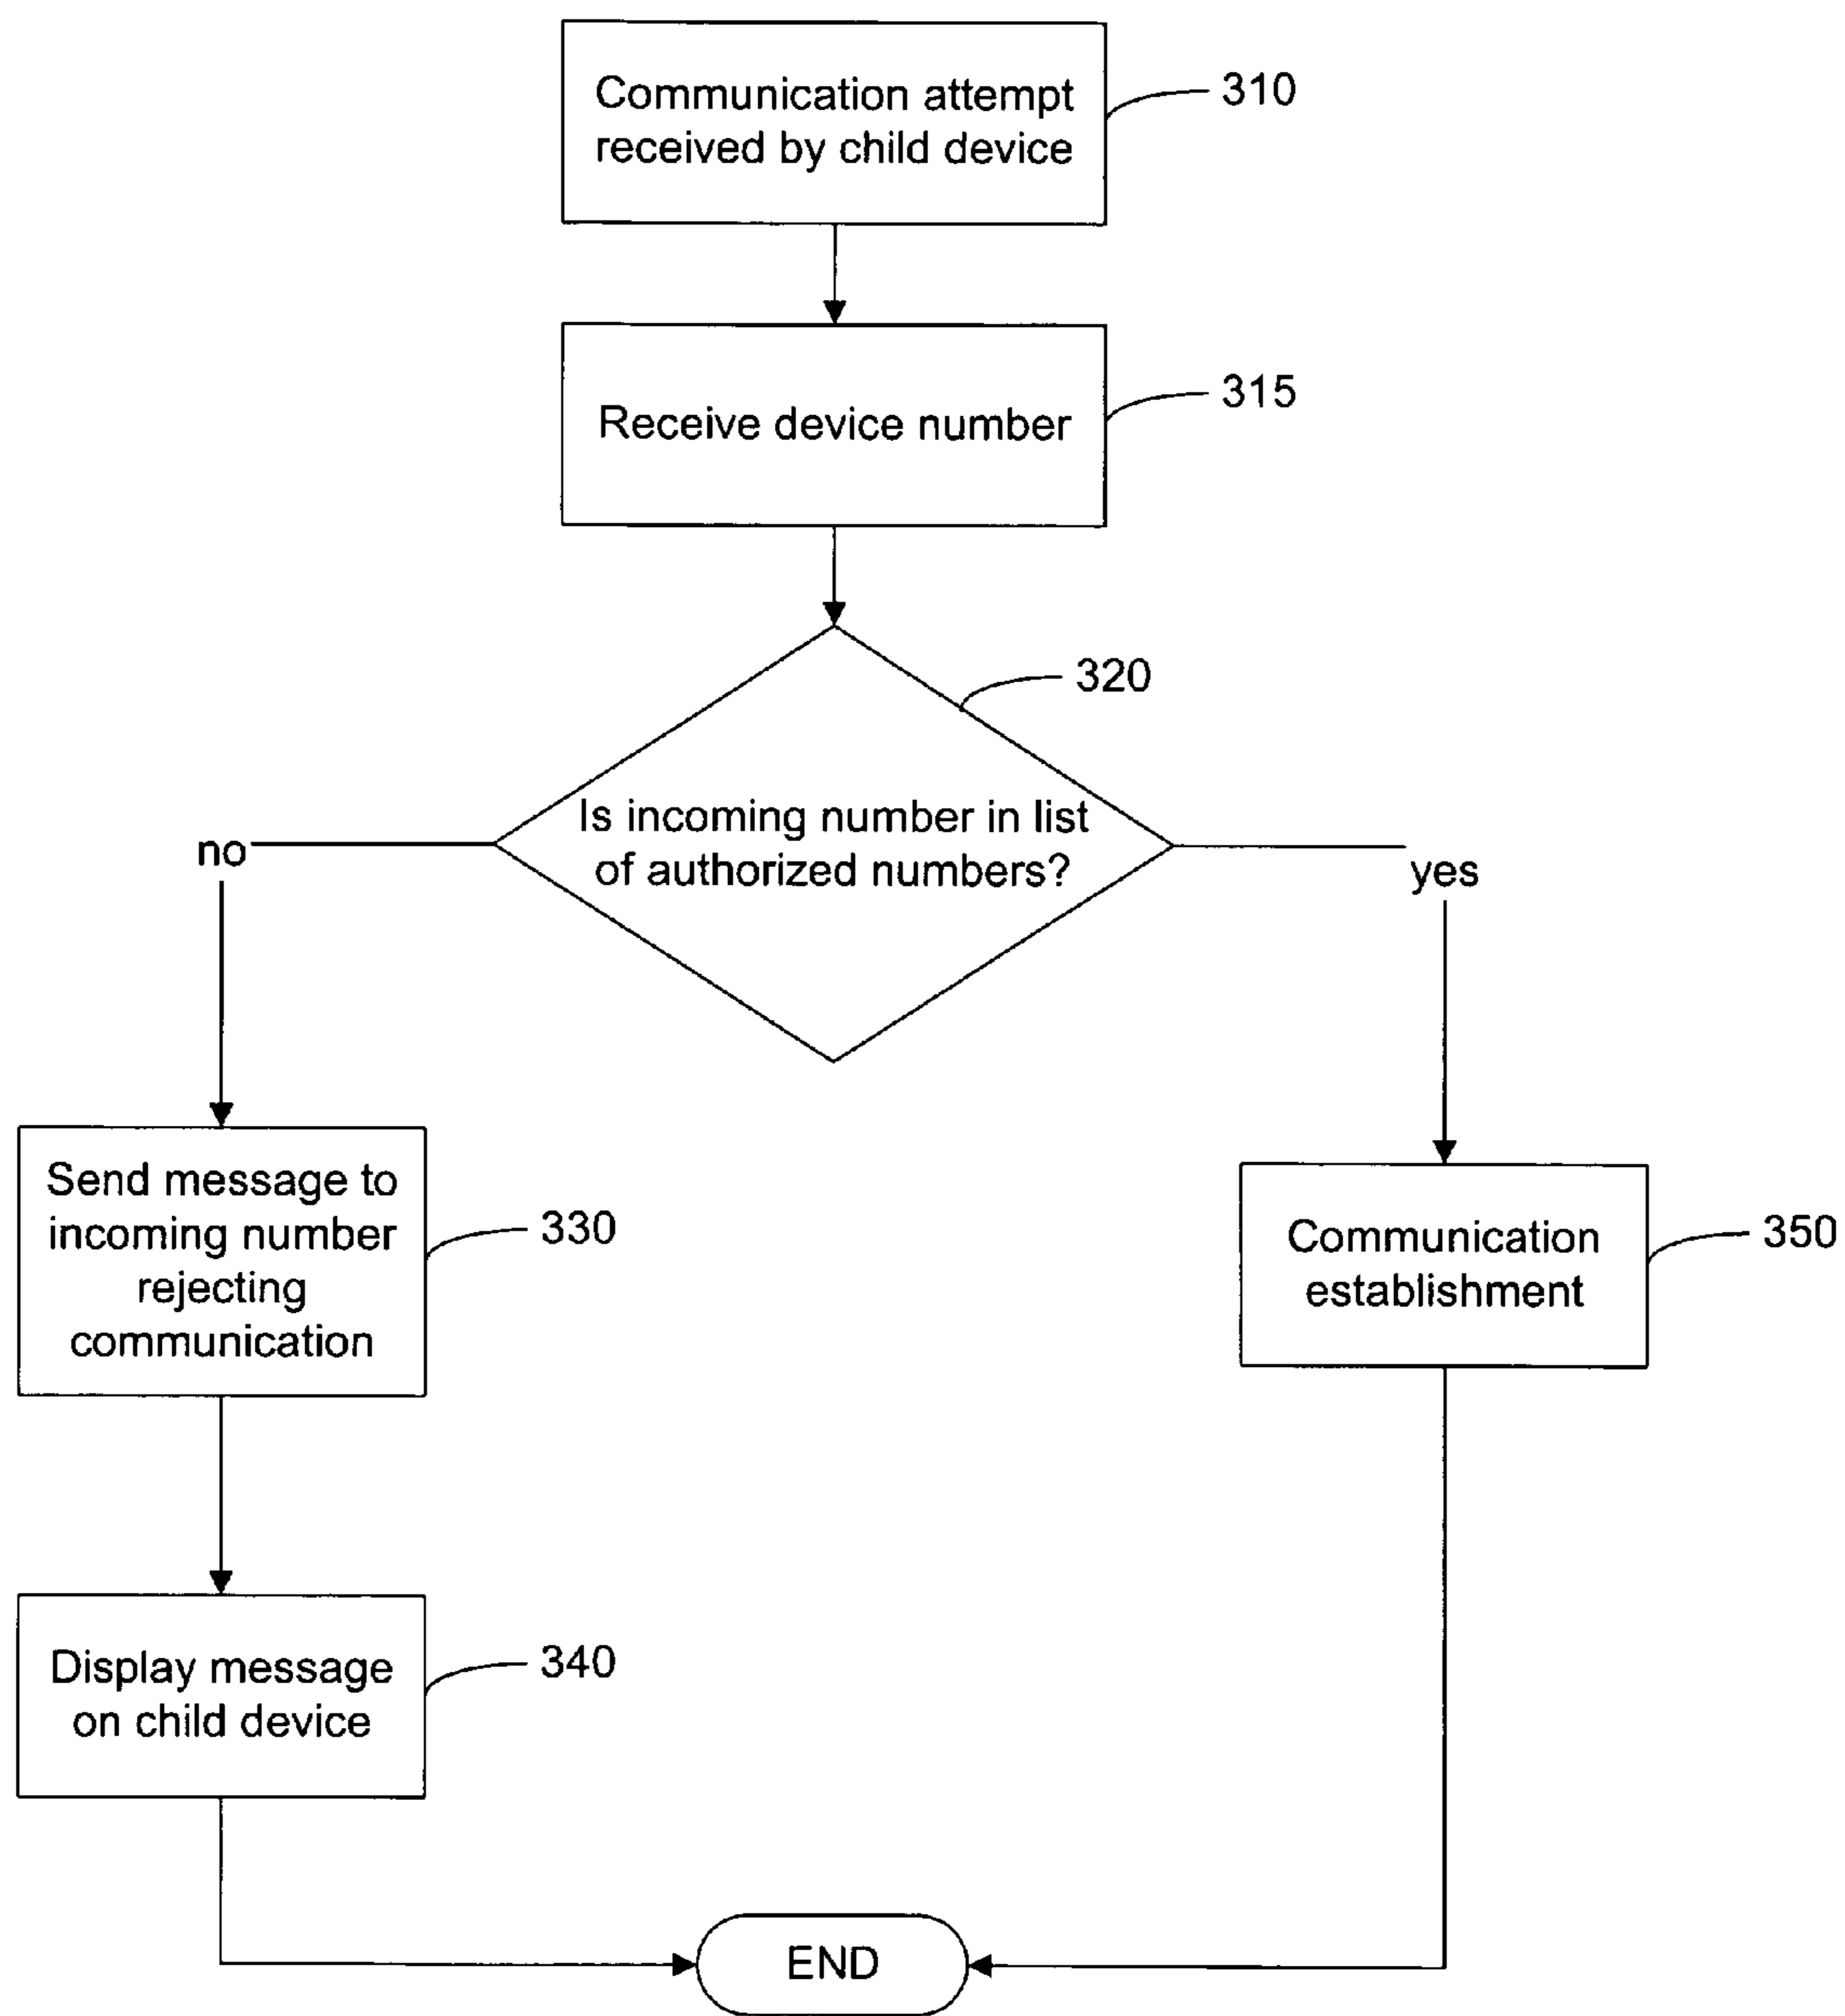 Communication attempt
received by child device
310
Receive device number
315
320
Is incoming number in list
of authorized numbers?
no
yes
Send message to
incoming number
rejecting
communication
330
Communication
establishment
350
Display message
on child device
340
END